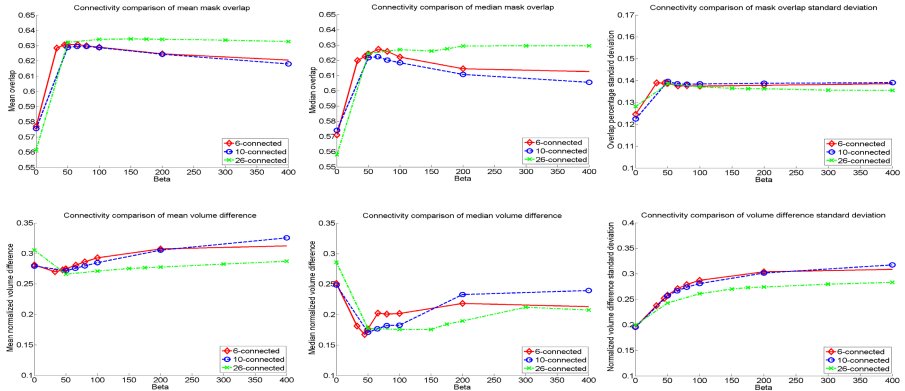 Connectivity comparison of mean mask overlap
0.65
0.64
0.63
0.62
0.61
0.6
0.59
0.58
0.57
0.56
0.55
Mean overlap
0 50 100 150 200 250 300 350 400
Beta
6-connected
10-connected
26-connected
Connectivity comparison of median mask overlap
0.65
0.64
0.63
0.62
0.61
0.6
0.59
0.58
0.57
0.56
0.55
Median overlap
0 50 100 150 200 250 300 350 400
Beta
6-connected
10-connected
26-connected
Connectivity comparison of mask overlap standard deviation
0.17
0.16
0.15
0.14
0.13
0.12
0.11
0.1
Overlap percentage standard deviation
0 50 100 150 200 250 300 350 400
Beta
6-connected
10-connected
26-connected
Connectivity comparison of mean volume difference
0.35
0.3
0.25
0.2
0.15
0.1
Mean normalized volume difference
0 50 100 150 200 250 300 350 400
Beta
6-connected
10-connected
26-connected
Connectivity comparison of median volume difference
0.35
0.3
0.25
0.2
0.15
0.1
Median normalized volume difference
0 50 100 150 200 250 300 350 400
Beta
6-connected
10-connected
26-connected
Connectivity comparison of volume difference standard deviation
0.4
0.35
0.3
0.25
0.2
0.15
0.1
Normalized volume difference standard deviation
0 50 100 150 200 250 300 350 400
Beta
6-connected
10-connected
26-connected